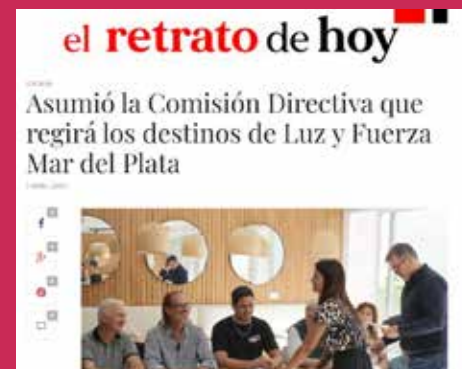 el retrato de hoy
Asumió la Comisión Directiva que
regirá los destinos de Luz y Fuerza
Mar del Plata